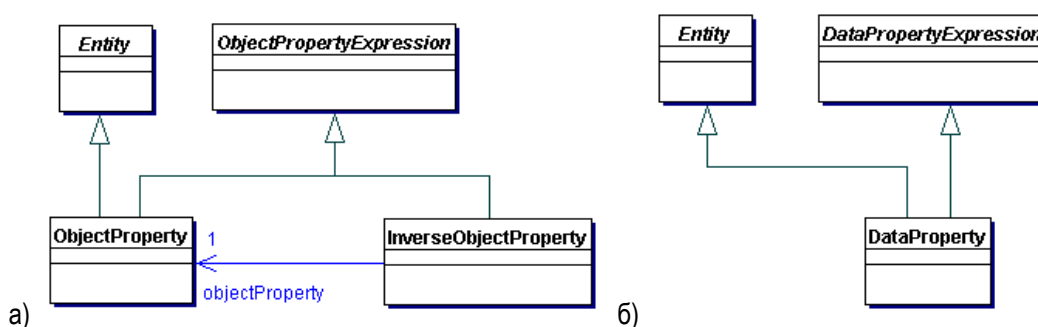 Entity
ObjectPropertyExpression
ObjectProperty
InverseObjectProperty
1
objectProperty
а)
Entity
DataPropertyExpression
DataProperty
б)